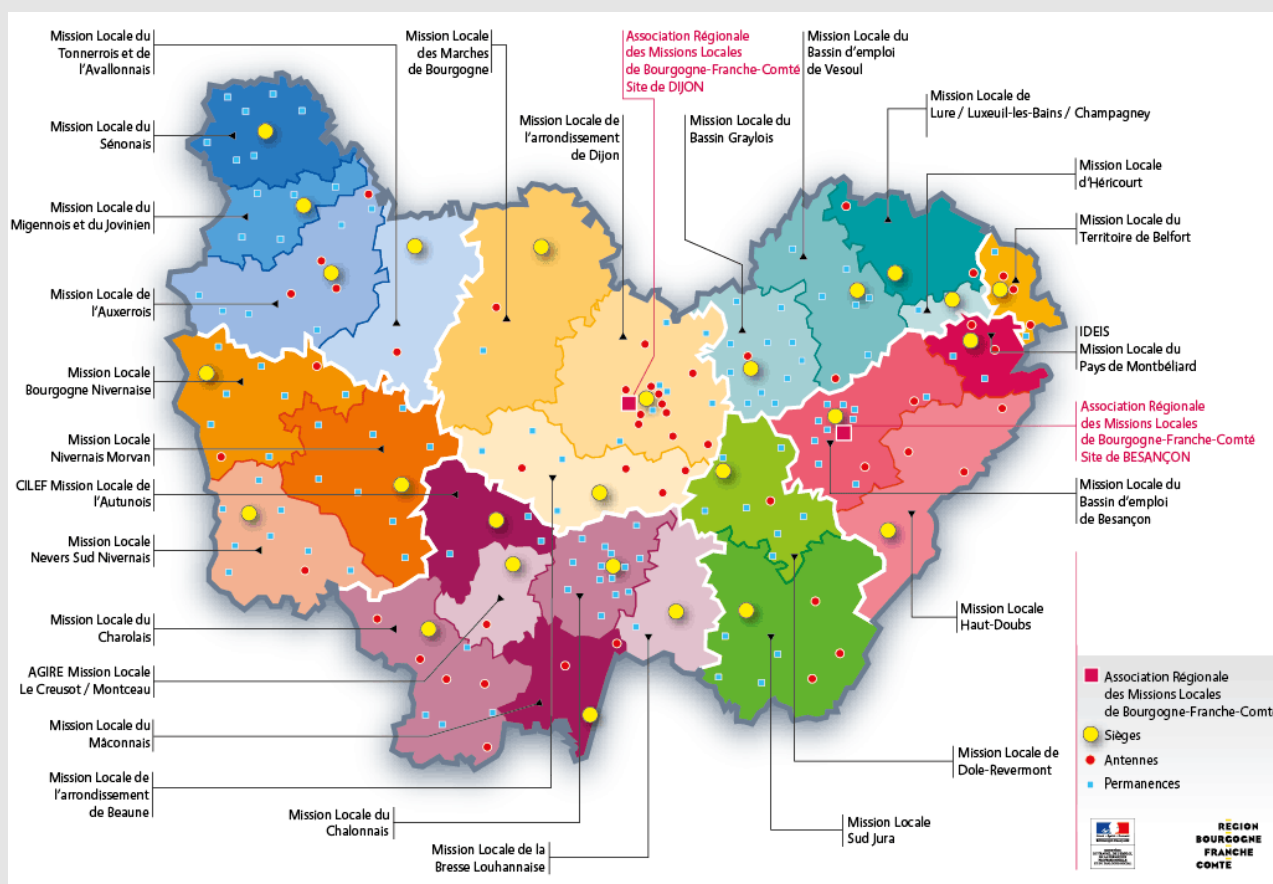 Mission Locale du
Tonnerrois et de
l'Avallonnais
Mission Locale
des Marches
de Bourgogne
Association Régionale
des Missions Locales
de Bourgogne-Franche-Comté
Site de DIJON
Mission Locale du
Bassin d'emploi
de Vesoul
Mission Locale de
Lure / Luxeuil-les-Bains / Champagney
Mission Locale du
Sénonais
Mission Locale de
l'arrondissement
de Dijon
Mission Locale du
Bassin Graylois
Mission Locale
d'Héricourt
Mission Locale du
Migennois et du Jovinien
Mission Locale du
Territoire de Belfort
Mission Locale de
l'Auxerrois
IDEIS
Mission Locale du
Pays de Montbéliard
Mission Locale
Bourgogne Nivernaise
Association Régionale
des Missions Locales
de Bourgogne-Franche-Comté
Site de BESANÇON
Mission Locale
Nivernais Morvan
CILEF Mission Locale de
l'Autunois
Mission Locale du
Bassin d'emploi
de Besançon
Mission Locale
Nevers Sud Nivernais
Mission Locale du
Charolais
Mission Locale
Haut-Doubs
AGIRE Mission Locale
Le Creusot / Montceau
Mission Locale du
Mâconnais
Mission Locale de
l'arrondissement
de Beaune
Mission Locale du
Chalonnais
Mission Locale de la
Bresse Louhannaise
Mission Locale
Sud Jura
Mission Locale de
Dole-Revermont
Association Régionale
des Missions Locales
de Bourgogne-Franche-Comté
Sièges
Antennes
Permanences
RÉGION
BOURGOGNE
FRANCHE
COMTÉ